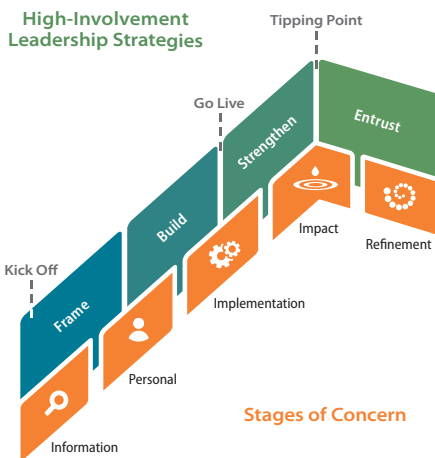 High-Involvement
Leadership Strategies
Tipping Point
Go Live
Kick Off
Frame
Build
Strengthen
Entrust
Information
Personal
Implementation
Impact
Refinement
Stages of Concern